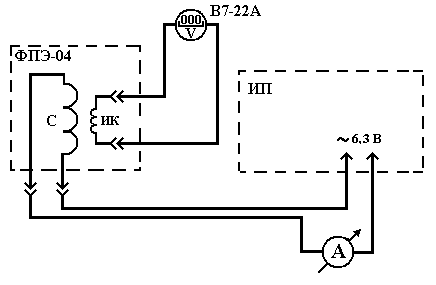 В7-22А
000
V
ФПЭ-04
ИП
С
ИК
~ 6,3 В
А